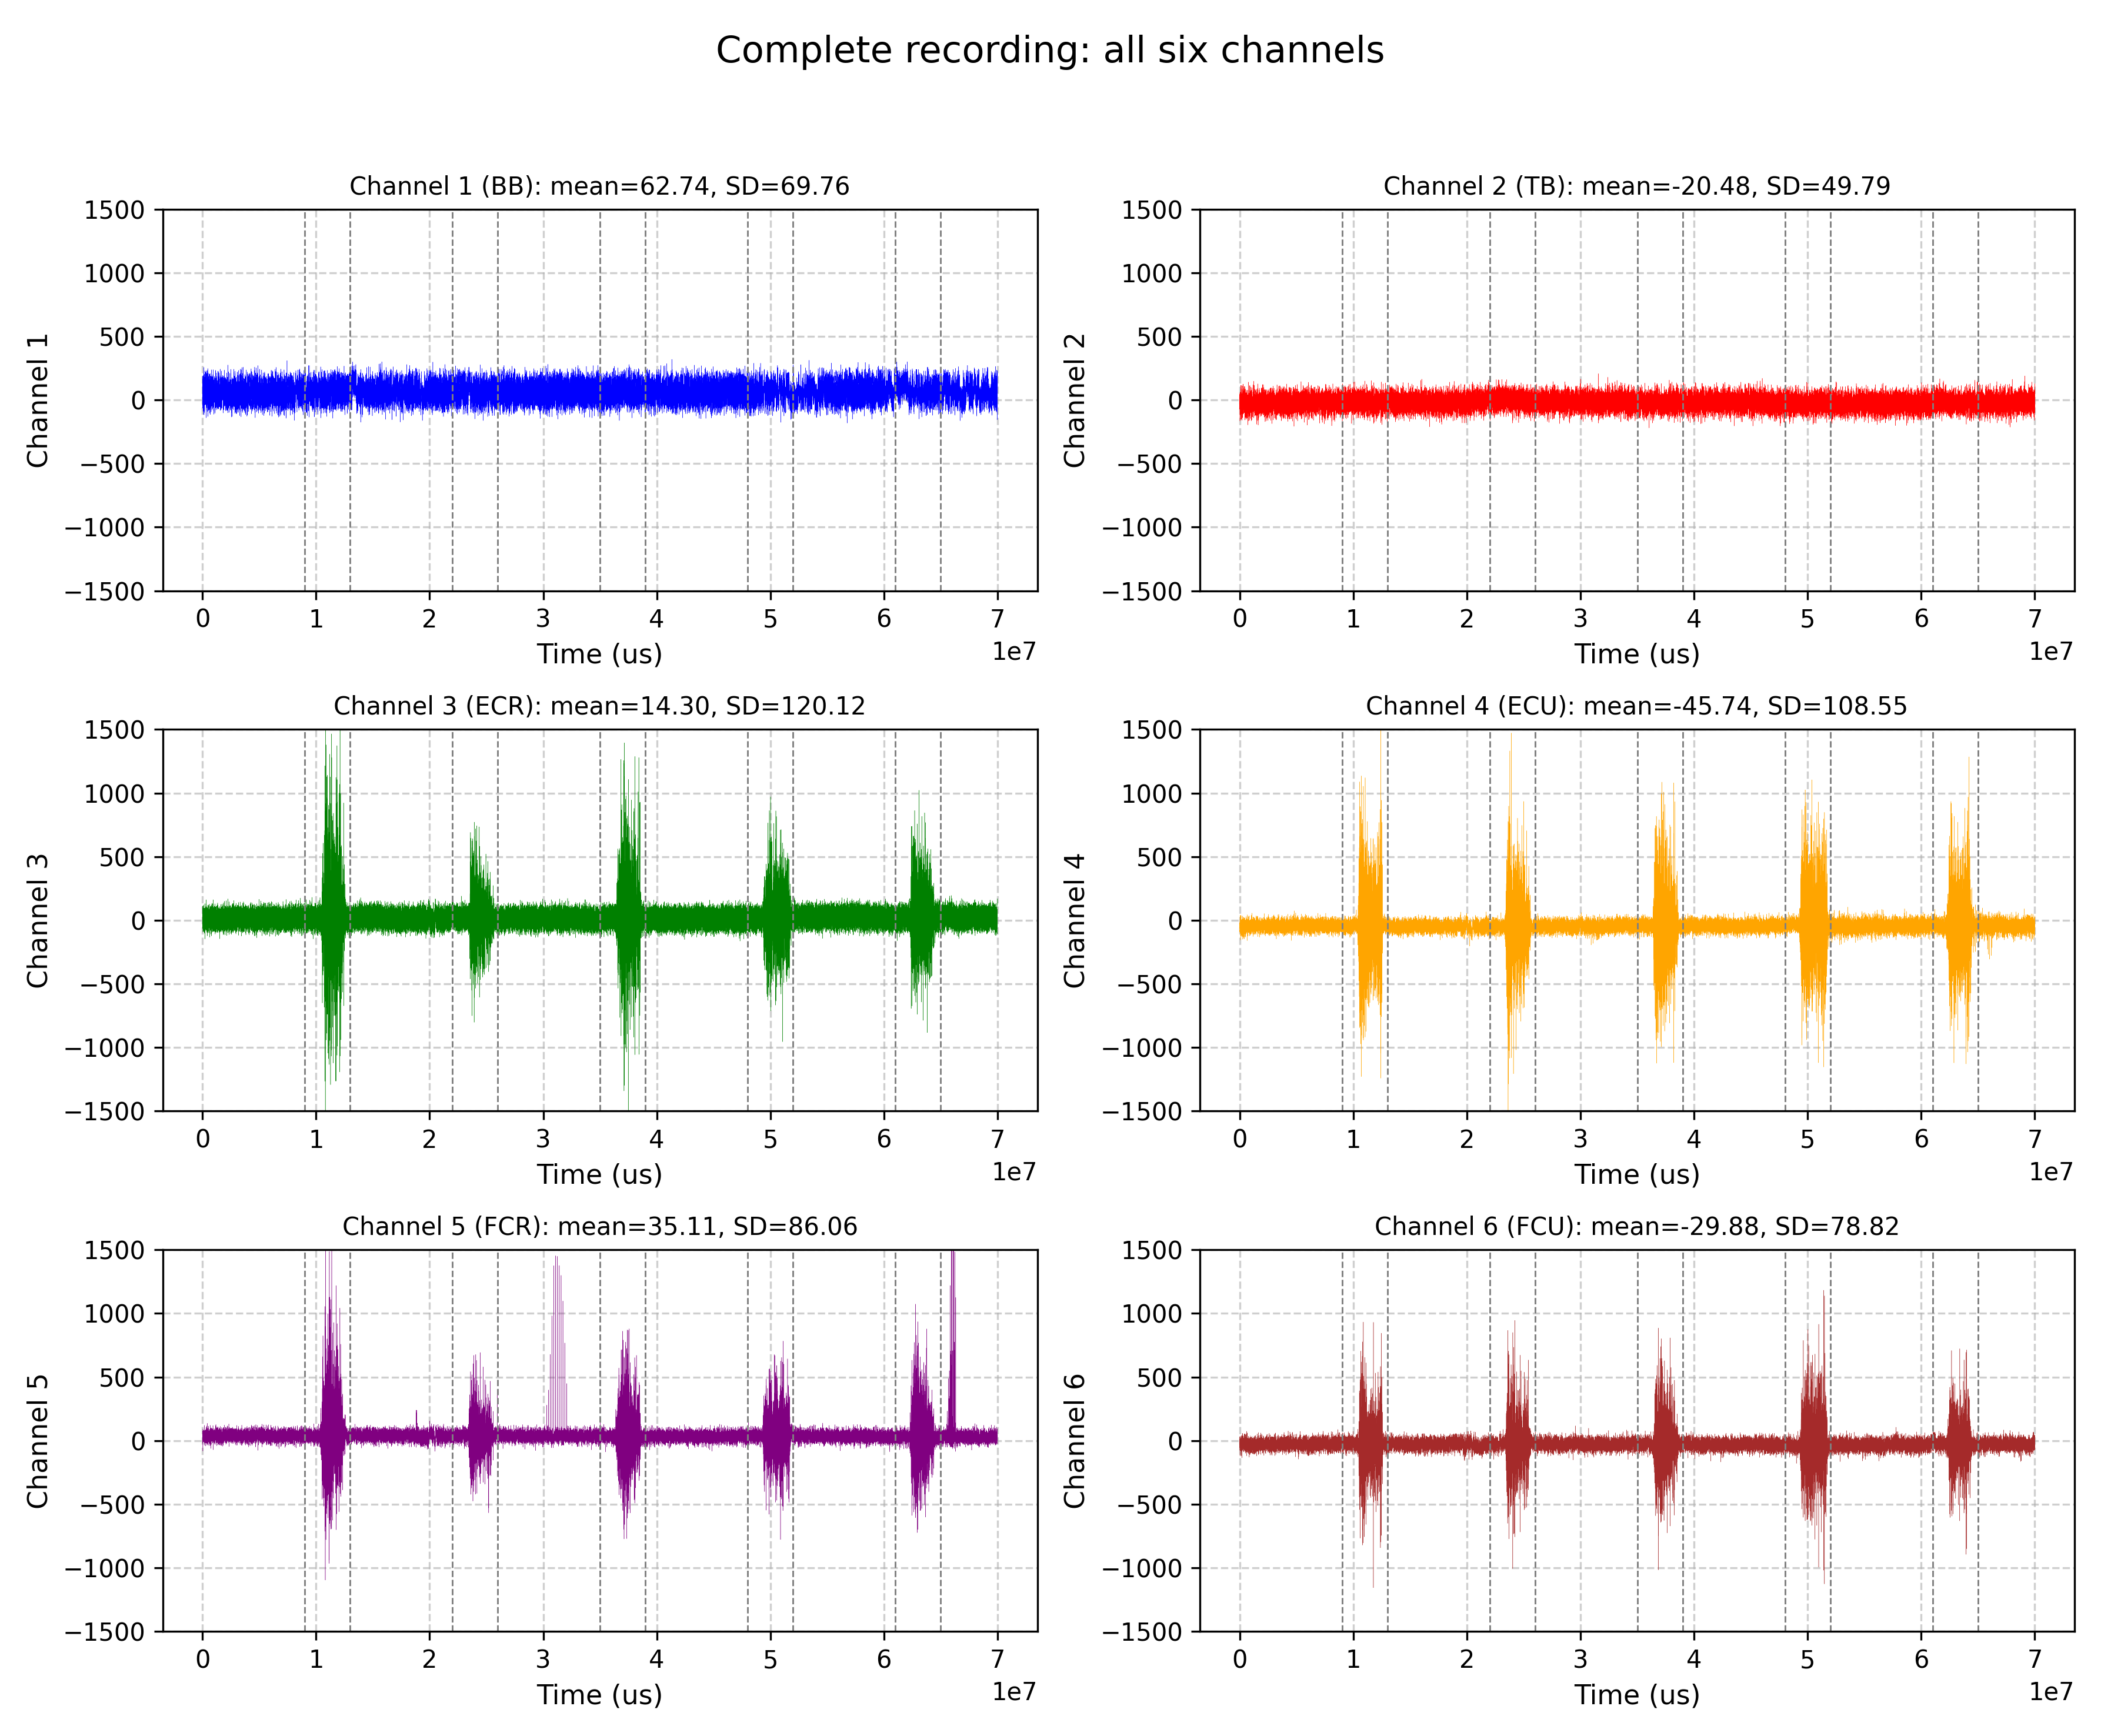 Complete recording: all six channels
Channel 1 (BB): mean=62.74, SD=69.76
1500
1000
500
0
−500
−1000
−1500
Channel 1
0 1 2 3 4 5 6 7
Time (us)
1e7
Channel 2 (TB): mean=-20.48, SD=49.79
1500
1000
500
0
−500
−1000
−1500
Channel 2
0 1 2 3 4 5 6 7
Time (us)
1e7
Channel 3 (ECR): mean=14.30, SD=120.12
1500
1000
500
0
−500
−1000
−1500
Channel 3
0 1 2 3 4 5 6 7
Time (us)
1e7
Channel 4 (ECU): mean=-45.74, SD=108.55
1500
1000
500
0
−500
−1000
−1500
Channel 4
0 1 2 3 4 5 6 7
Time (us)
1e7
Channel 5 (FCR): mean=35.11, SD=86.06
1500
1000
500
0
−500
−1000
−1500
Channel 5
0 1 2 3 4 5 6 7
Time (us)
1e7
Channel 6 (FCU): mean=-29.88, SD=78.82
1500
1000
500
0
−500
−1000
−1500
Channel 6
0 1 2 3 4 5 6 7
Time (us)
1e7